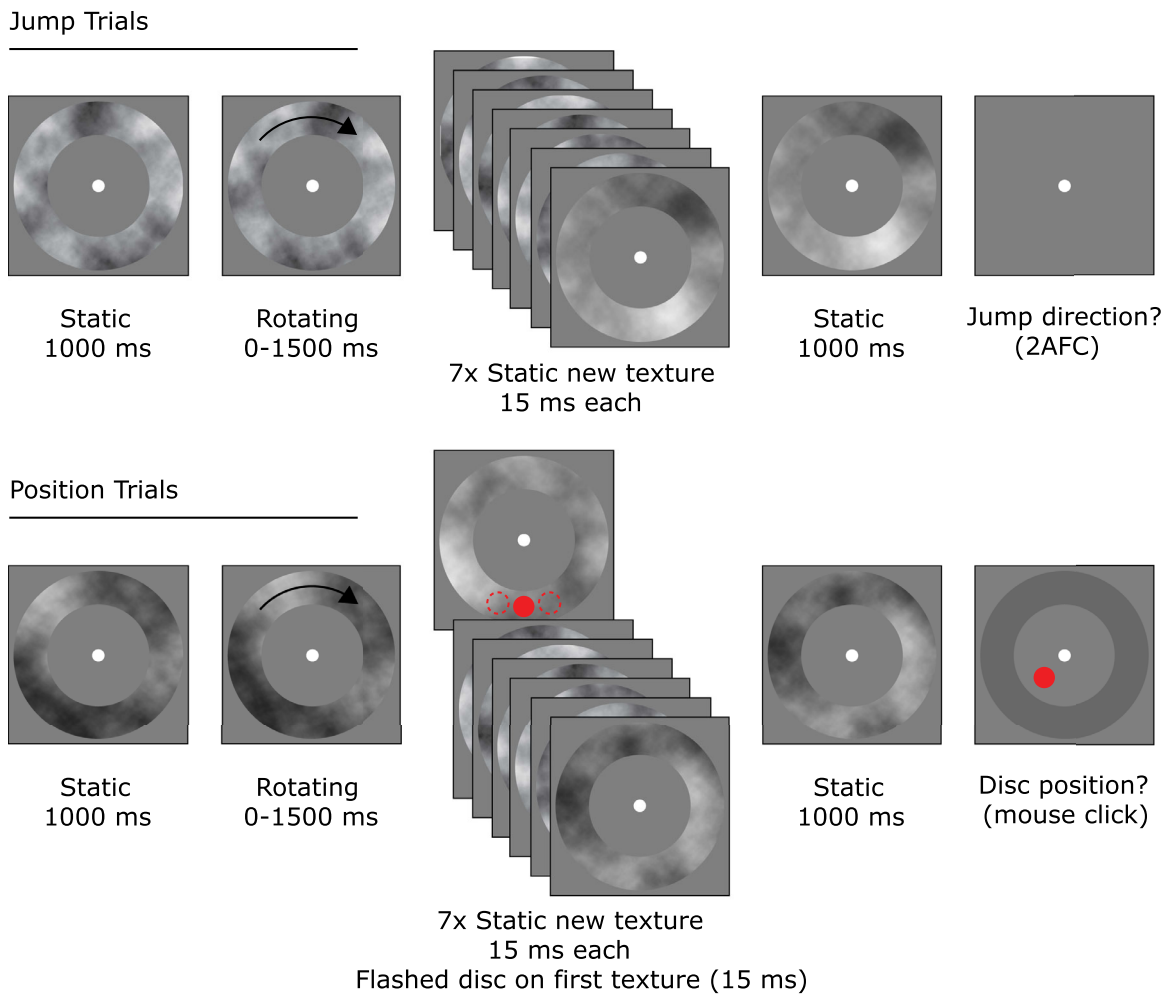 Jump Trials
Static
1000 ms
Rotating
0-1500 ms
7x Static new texture
15 ms each
Static
1000 ms
Jump direction?
(2AFC)
Position Trials
Static
1000 ms
Rotating
0-1500 ms
7x Static new texture
15 ms each
Flashed disc on first texture (15 ms)
Static
1000 ms
Disc position?
(mouse click)